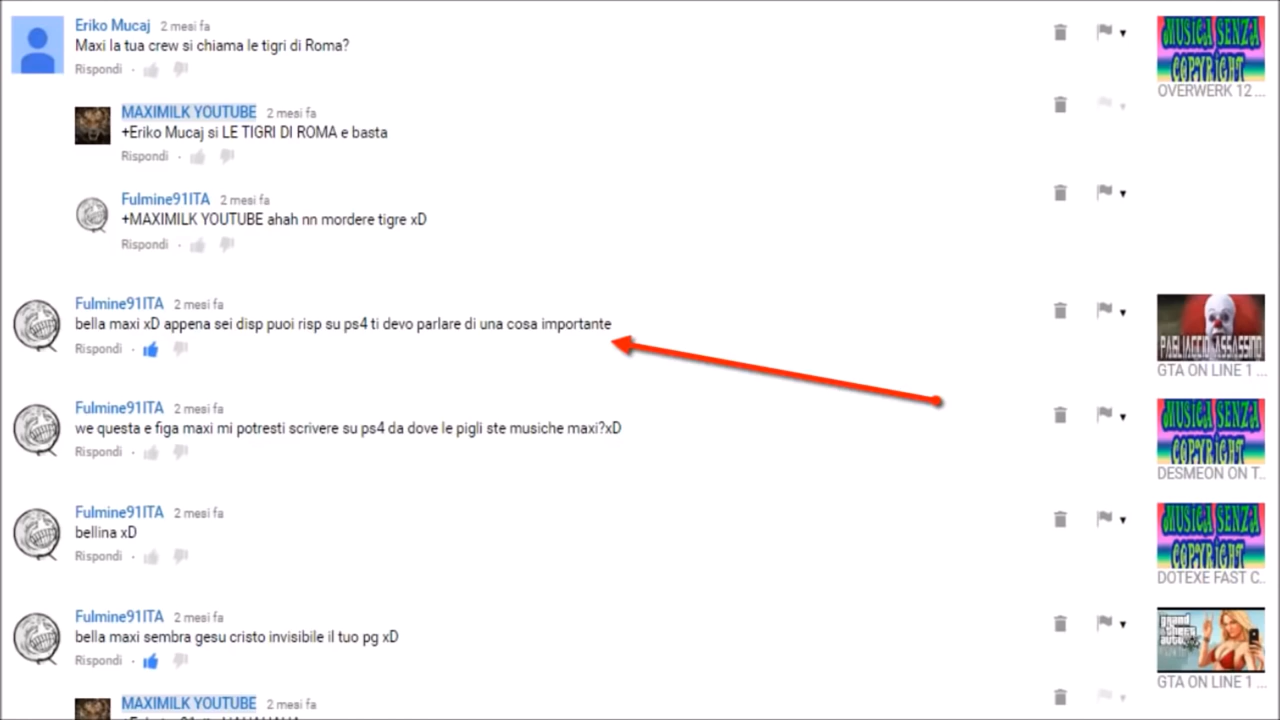 Eriko Mucaj 2 mesi fa
Maxi la tua crew si chiama le tigri di Roma?
Rispondi ·
MUSICA SENZA
COPYRIGHT
OVERWERK 12 ...
MAXIMILK YOUTUBE 2 mesi fa
+Eriko Mucaj si LE TIGRI DI ROMA e basta
Rispondi ·
Fulmine91ITA 2 mesi fa
+MAXIMILK YOUTUBE ahah nn mordere tigre xD
Rispondi ·
Fulmine91ITA 2 mesi fa
bella maxi xD appena sei disp puoi risp su ps4 ti devo parlare di una cosa importante
Rispondi ·
PAGLIACCIO ASSASSINO
GTA ON LINE 1 ...
Fulmine91ITA 2 mesi fa
we questa e figa maxi mi potresti scrivere su ps4 da dove le pigli ste musiche maxi?xD
Rispondi ·
MUSICA SENZA
COPYRIGHT
DESMEON ON T..
Fulmine91ITA 2 mesi fa
bellina xD
Rispondi ·
MUSICA SENZA
COPYRIGHT
DOTEXE FAST C..
Fulmine91ITA 2 mesi fa
bella maxi sembra gesu cristo invisibile il tuo pg xD
Rispondi ·
grand
theft
auto
GTA ON LINE 1 ...
MAXIMILK YOUTUBE 2 mesi fa